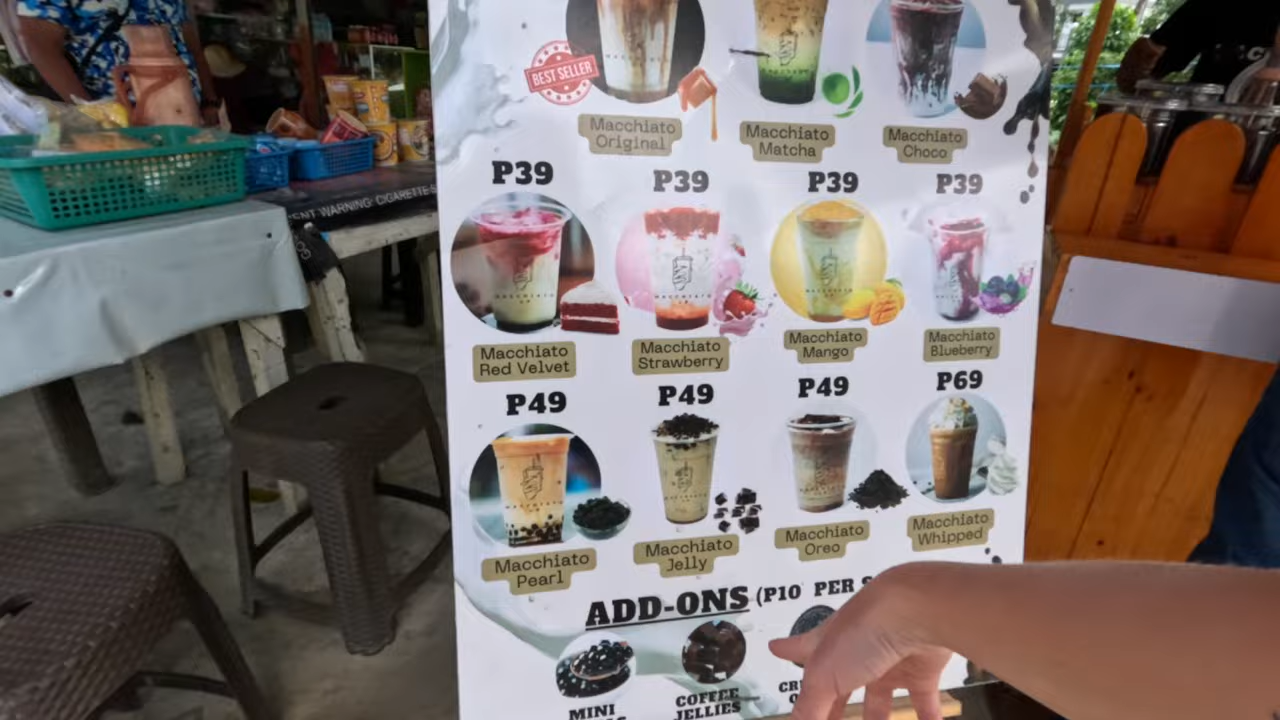 BEST SELLER
Macchiato
Original
Macchiato
Matcha
Macchiato
Choco
P39
P39
P39
P39
Macchiato
Red Velvet
Macchiato
Strawberry
Macchiato
Mango
Macchiato
Blueberry
P49
P49
P49
P69
Macchiato
Pearl
Macchiato
Jelly
Macchiato
Oreo
Macchiato
Whipped
ADD-ONS (P10 PER
MINI
COFFEE
JELLIES
WARNING: CIGARETTE